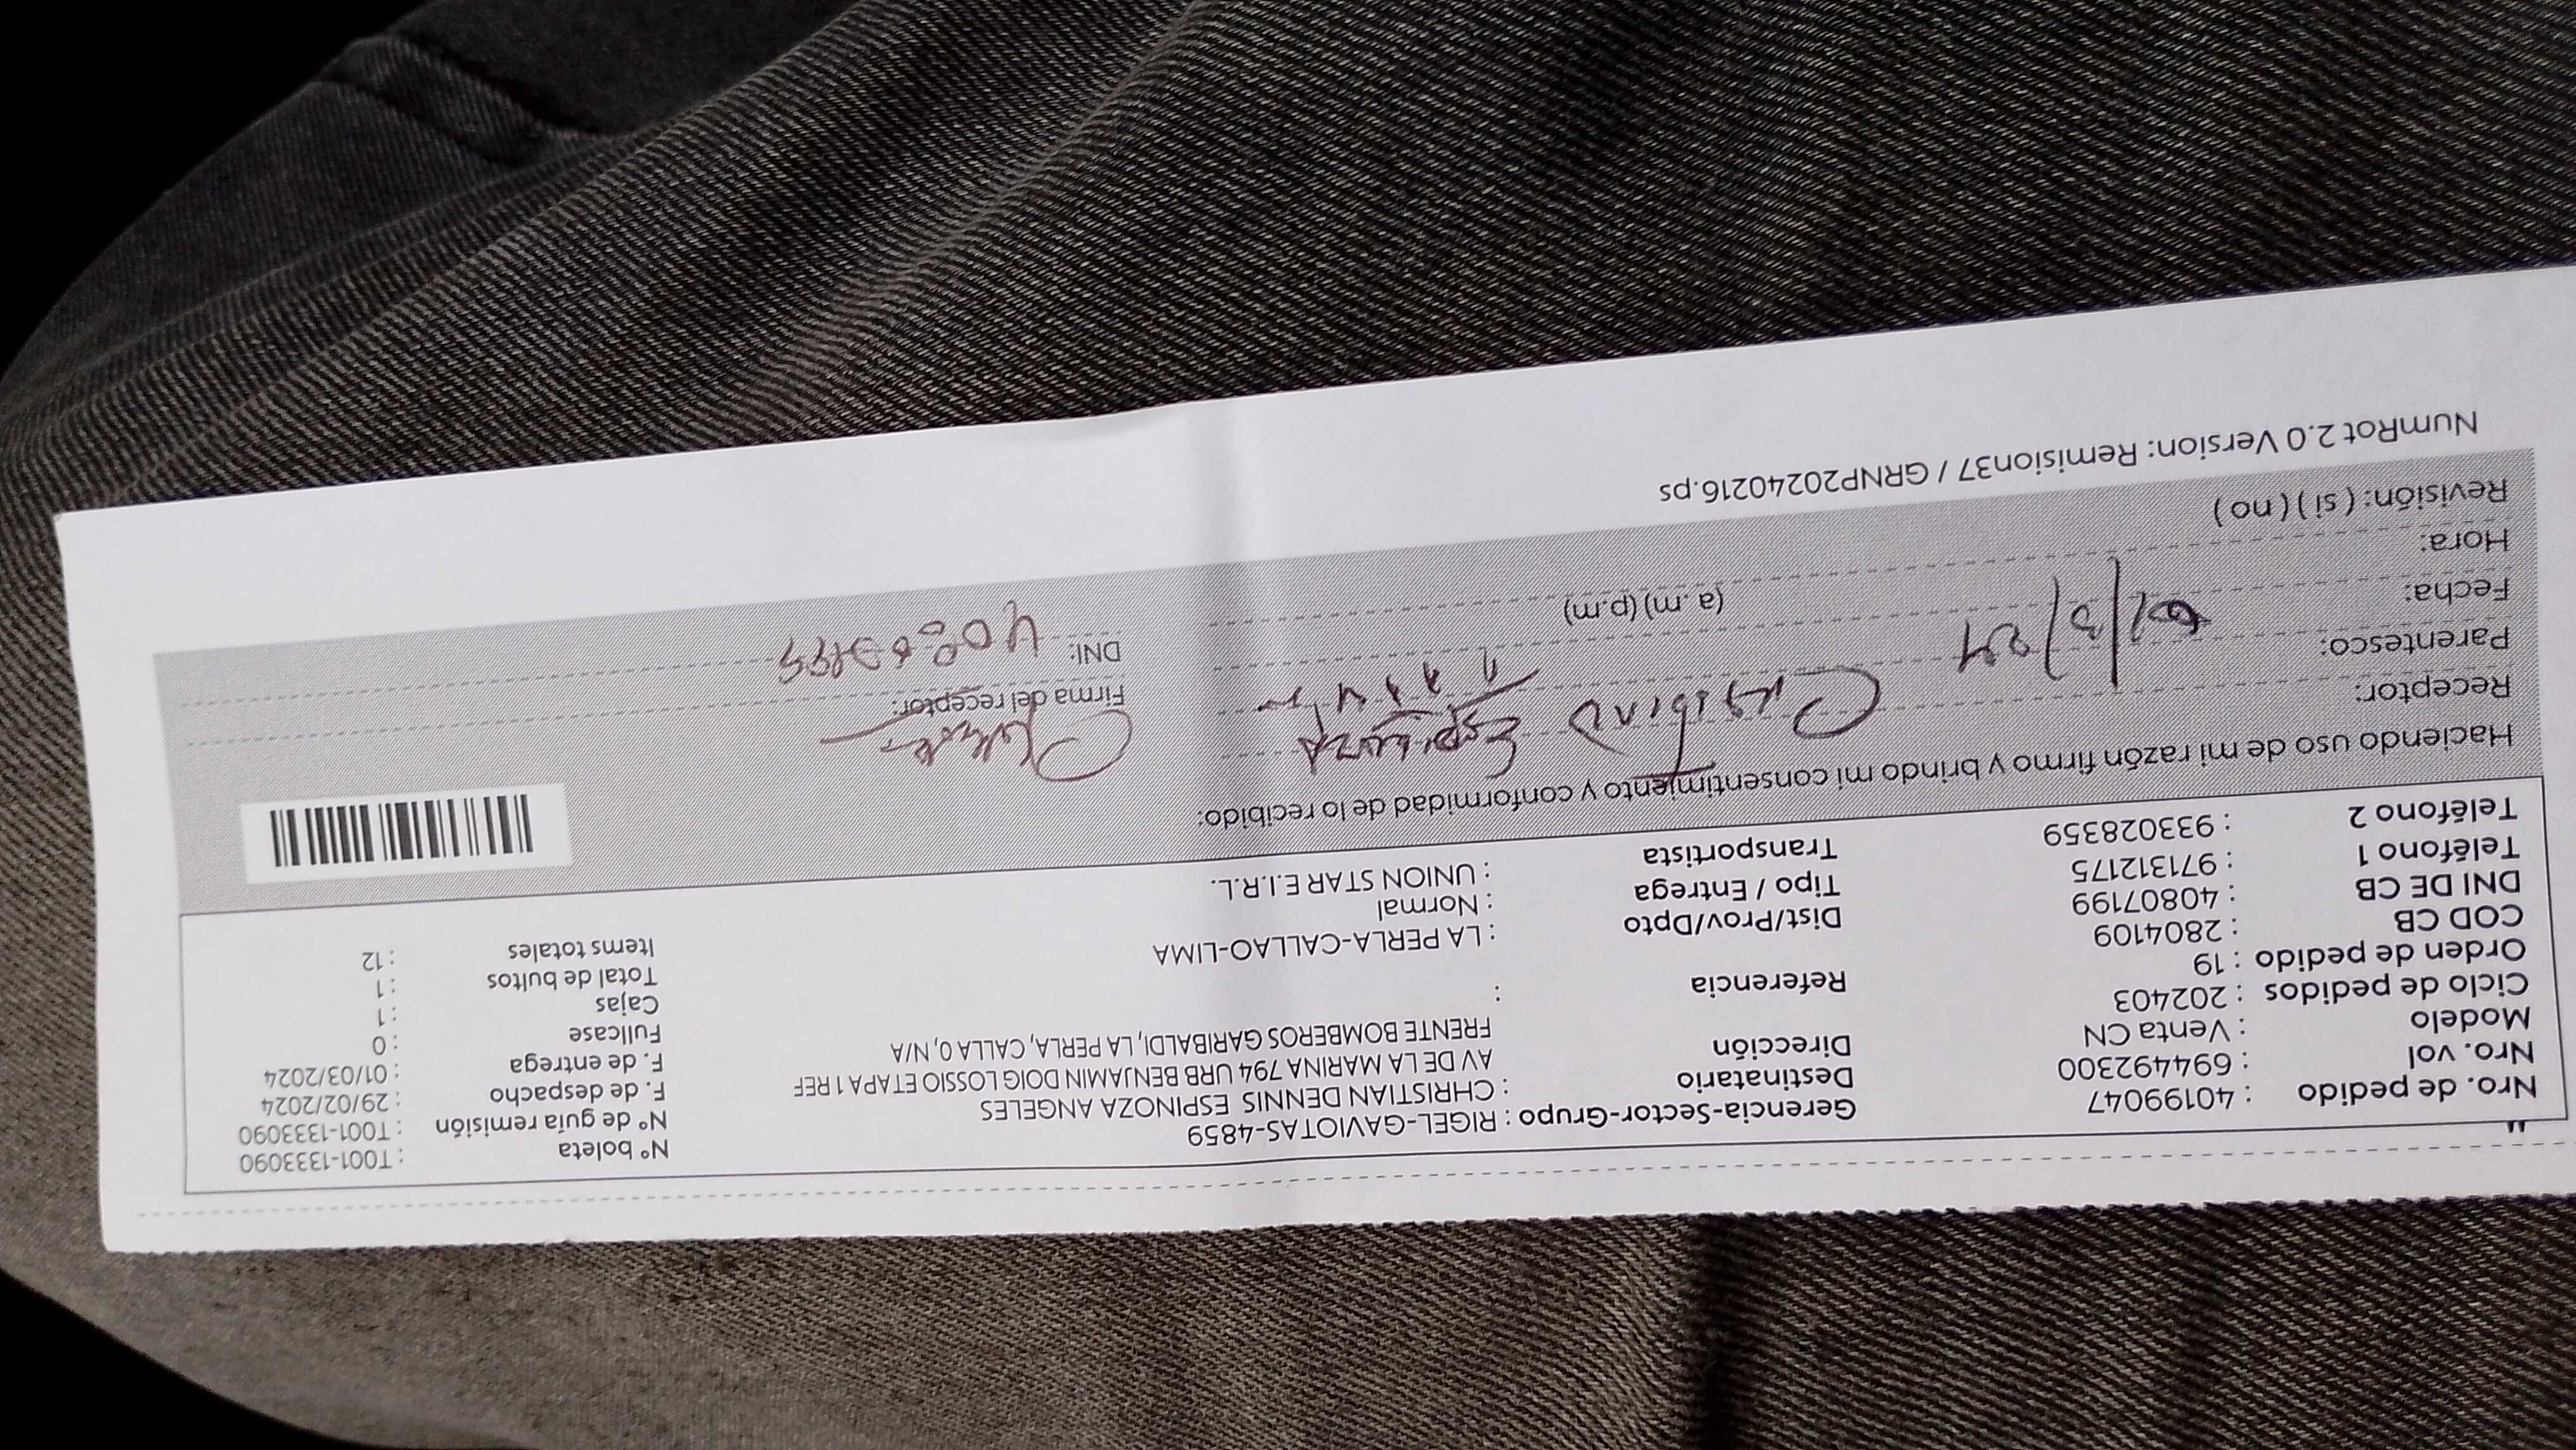 Nro. de pedido : 40199047
Nro. vol : 694492300
Modelo : Venta CN
Ciclo de pedidos : 202403
Orden de pedido : 19
COD CB : 2804109
DNI DE CB : 40807199
Teléfono 1 : 971312175
Teléfono 2 : 933028359
Gerencia-Sector-Grupo : RIGEL-GAVIOTAS-4859
Destinatario : CHRISTIAN DENNIS ESPINOZA ANGELES
Dirección AV DE LA MARINA 794 URB BENJAMIN DOIG LOSSIO ETAPA 1 REF
FRENTE BOMBEROS GARIBALDI, LA PERLA, CALLA 0, N/A
Referencia :
Dist/Prov/Dpto : LA PERLA-CALLAO-LIMA
Tipo / Entrega : Normal
Transportista : UNION STAR E.I.R.L.
N° boleta : T001-1333090
N° de guía remisión : T001-1333090
F. de despacho : 29/02/2024
F. de entrega : 01/03/2024
Fullcase : 0
Cajas : 1
Total de bultos : 1
Items totales : 12
Haciendo uso de mi razón firmo y brindo mi consentimiento y conformidad de lo recibido:
Receptor: Espinoza
Parentesco:
Fecha: /3/24
Hora: (a.m) (p.m)
Revisión: ( si ) ( no )
Firma del receptor:
DNI:
NumRot 2.0 Version: Remision37 / GRNP20240216.ps